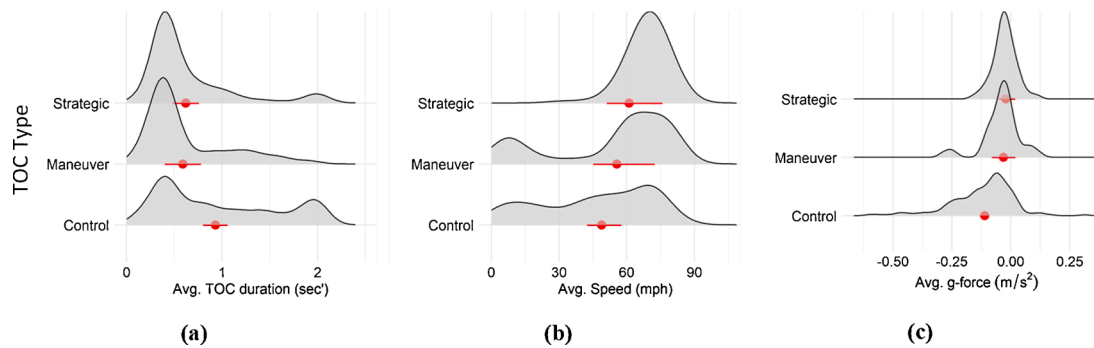 TOC Type
Strategic
Maneuver
Control
0 1 2
Avg. TOC duration (sec')
(a)
Strategic
Maneuver
Control
0 30 60 90
Avg. Speed (mph)
(b)
Strategic
Maneuver
Control
-0.50 -0.25 0.00 0.25
Avg. g-force (m/s²)
(c)